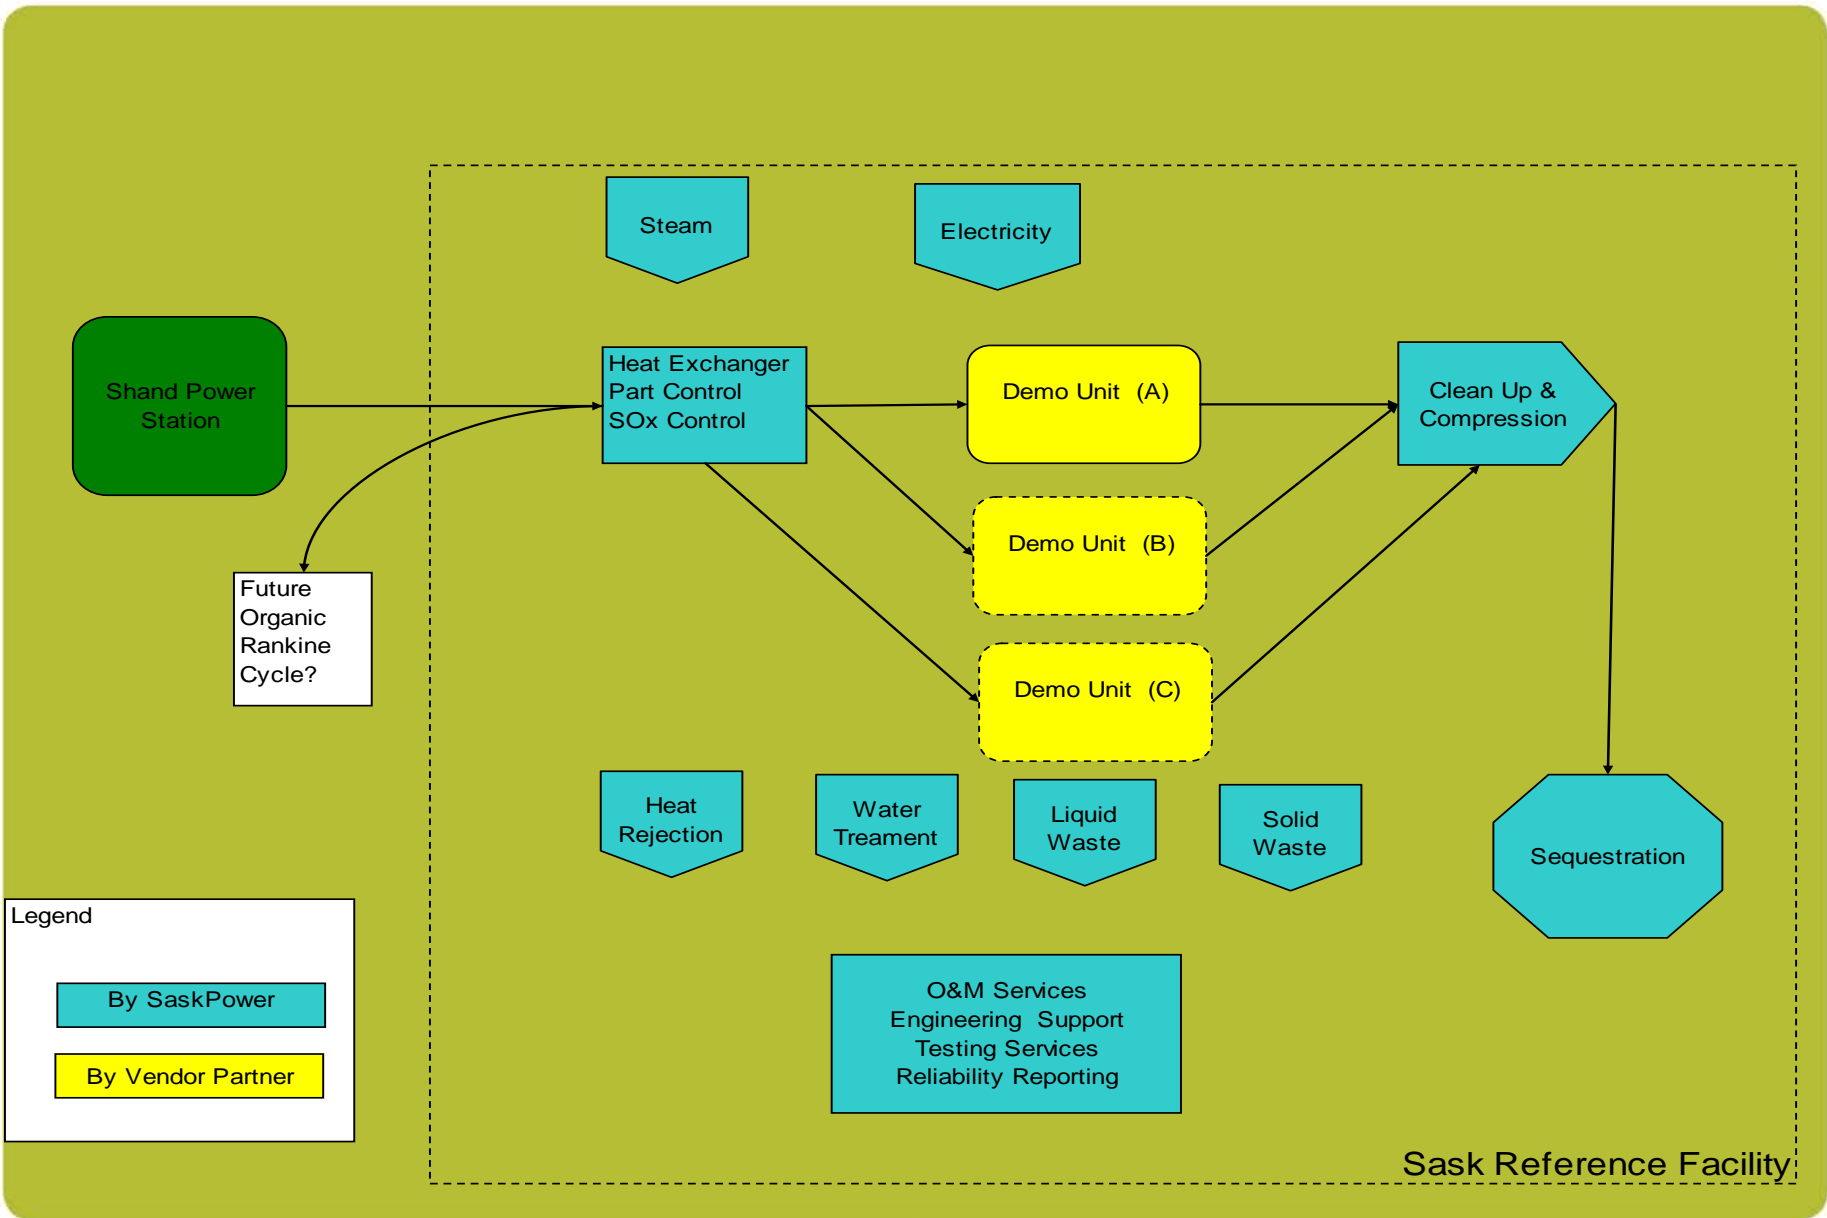 Steam
Electricity
Shand Power
Station
Heat Exchanger
Part Control
SOx Control
Demo Unit (A)
Clean Up &
Compression
Demo Unit (B)
Future
Organic
Rankine
Cycle?
Demo Unit (C)
Heat
Rejection
Water
Treament
Liquid
Waste
Solid
Waste
Sequestration
Legend
By SaskPower
By Vendor Partner
O&M Services
Engineering Support
Testing Services
Reliability Reporting
Sask Reference Facility